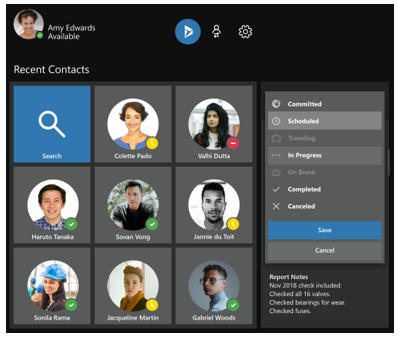 Amy Edwards
Available
Recent Contacts
Search
Colette Pado
Valhi Dutta
Haruto Tanaka
Sovan Vong
Jannie du Toit
Sonila Rama
Jacqueline Martin
Gabriel Woods
Committed
Scheduled
Traveling
In Progress
On Break
Completed
Canceled
Save
Cancel
Report Notes
Nov 2018 check included:
Checked all 16 valves.
Checked bearings for wear.
Checked fuses.